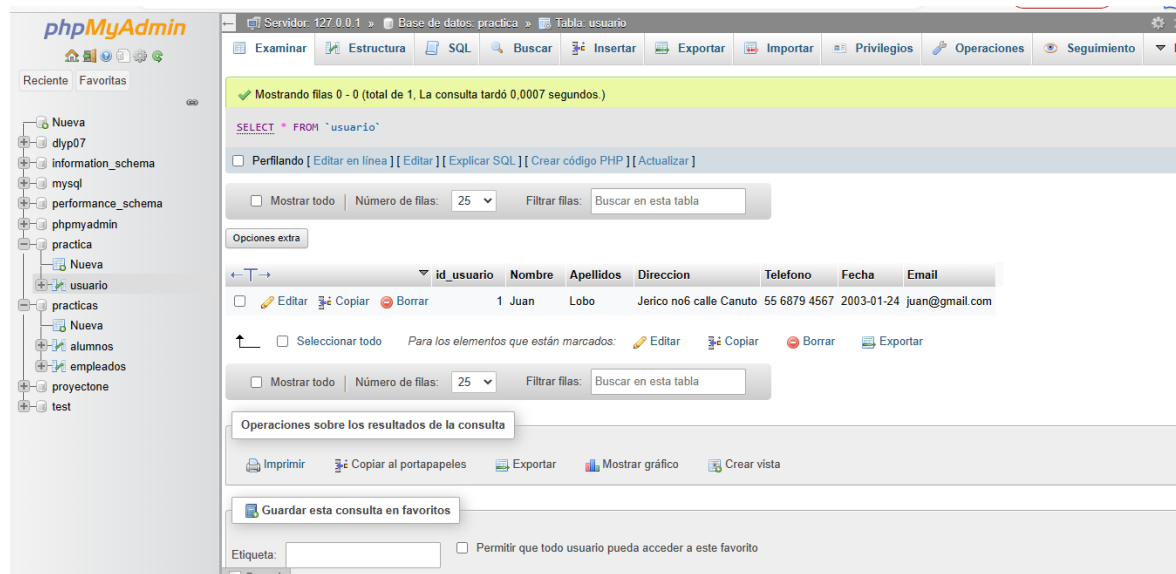 phpMyAdmin
Reciente Favoritas
Nueva
dlyp07
information_schema
mysql
performance_schema
phpmyadmin
practica
Nueva
usuario
practicas
Nueva
alumnos
empleados
proyectone
test
Servidor: 127.0.0.1 » Base de datos: practica » Tabla: usuario
Examinar Estructura SQL Buscar Insertar Exportar Importar Privilegios Operaciones Seguimiento
Mostrando filas 0 - 0 (total de 1, La consulta tardó 0,0007 segundos.)
SELECT * FROM `usuario`
Perfilando [ Editar en línea ] [ Editar ] [ Explicar SQL ] [ Crear código PHP ] [ Actualizar ]
Mostrar todo | Número de filas: 25 Filtrar filas: Buscar en esta tabla
Opciones extra
←T→ id_usuario Nombre Apellidos Direccion Telefono Fecha Email
Editar Copiar Borrar 1 Juan Lobo Jerico no6 calle Canuto 55 6879 4567 2003-01-24 juan@gmail.com
Seleccionar todo Para los elementos que están marcados: Editar Copiar Borrar Exportar
Mostrar todo | Número de filas: 25 Filtrar filas: Buscar en esta tabla
Operaciones sobre los resultados de la consulta
Imprimir Copiar al portapapeles Exportar Mostrar gráfico Crear vista
Guardar esta consulta en favoritos
Etiqueta: Permitir que todo usuario pueda acceder a este favorito